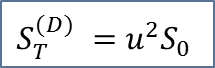 $S_T^{(D)} = u^2 S_0$